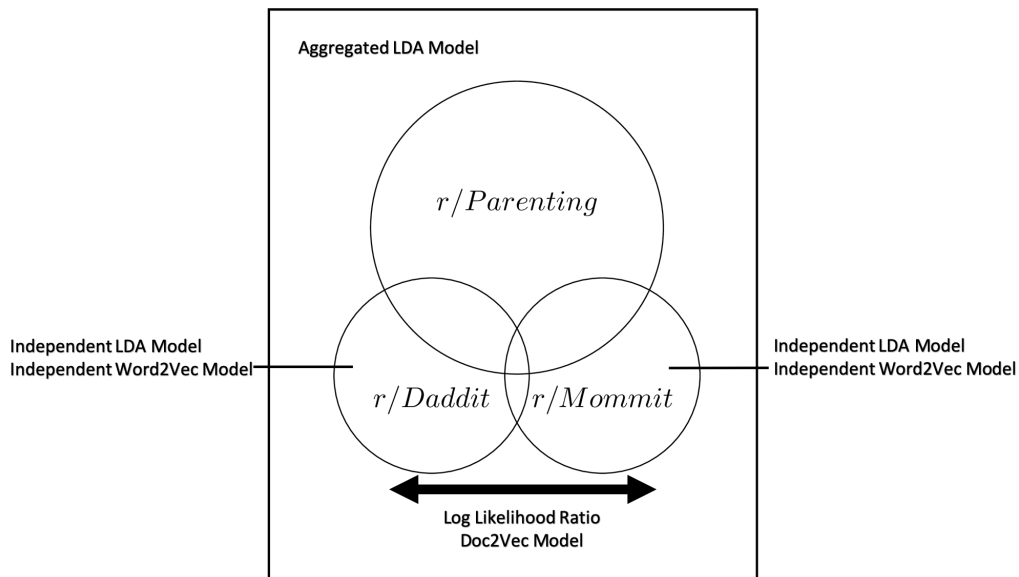 Aggregated LDA Model
r/Parenting
Independent LDA Model
Independent Word2Vec Model
Independent LDA Model
Independent Word2Vec Model
r/Daddit
r/Mommit
Log Likelihood Ratio
Doc2Vec Model